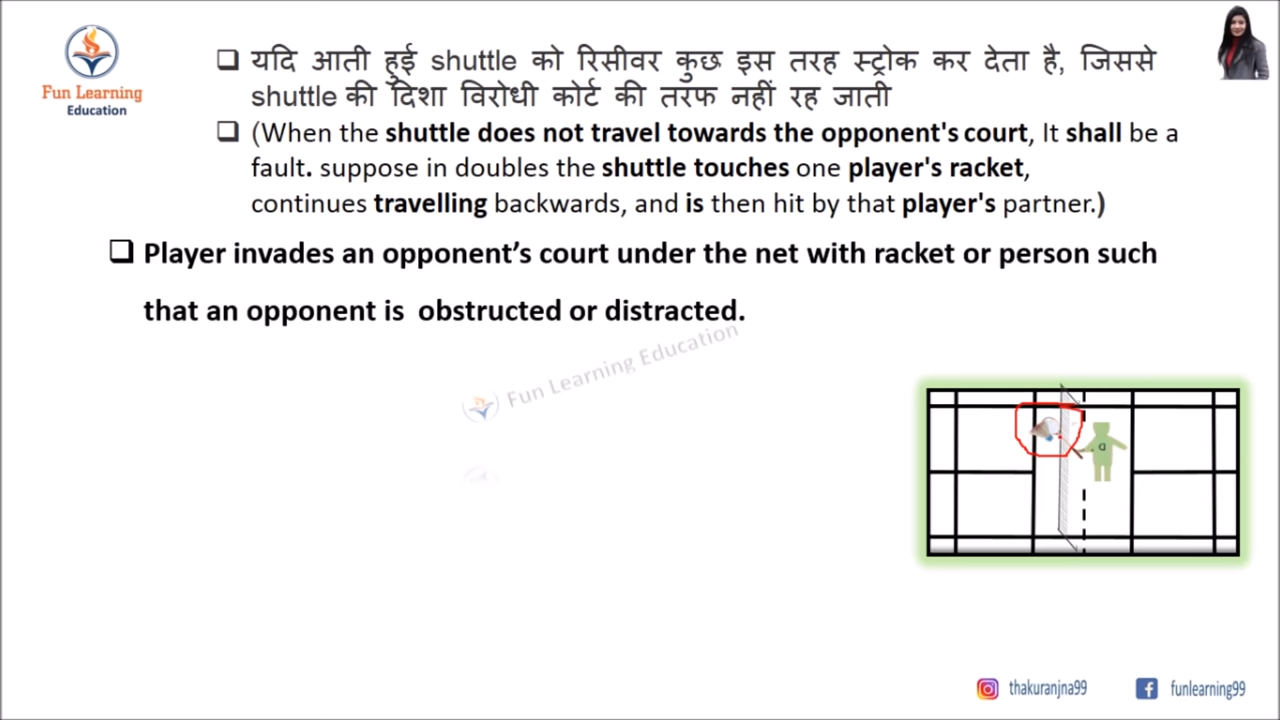 Fun Learning
Education
यदि आती हुई shuttle को रिसीवर कुछ इस तरह स्ट्रोक कर देता है, जिससे
shuttle की दिशा विरोधी कोर्ट की तरफ नहीं रह जाती
(When the shuttle does not travel towards the opponent's court, It shall be a
fault. suppose in doubles the shuttle touches one player's racket,
continues travelling backwards, and is then hit by that player's partner.)
Player invades an opponent’s court under the net with racket or person such
that an opponent is obstructed or distracted.
Fun Learning Education
thakuranjna99
funlearning99